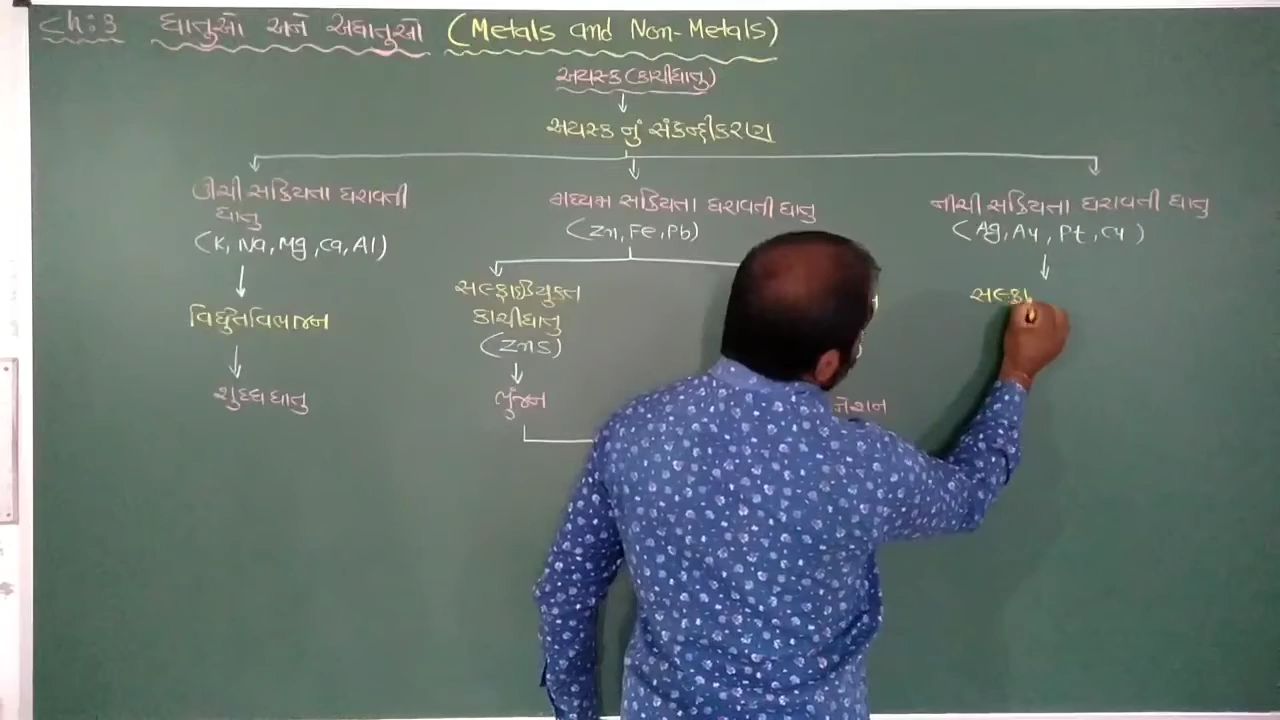 Ch:3 ધાતુઓ અને અધાતુઓ (Metals and Non-Metals)
અયસ્ક (કાચીધાતુ)
અયસ્ક નું સંકેન્દ્રીકરણ
ઊંચી સક્રિયતા ધરાવતી
ધાતુ
(K, Na, Mg, Ca, Al)
વિદ્યુતવિભાજન
શુદ્ધ ધાતુ
મધ્યમ સક્રિયતા ધરાવતી ધાતુ
(Zn, Fe, Pb)
સલ્ફાઈડયુક્ત
કાચીધાતુ
(ZnS)
ભુંજન
નેશન
નીચી સક્રિયતા ધરાવતી ધાતુ
(Ag, Au, Pt, Cu)
સલ્ફા